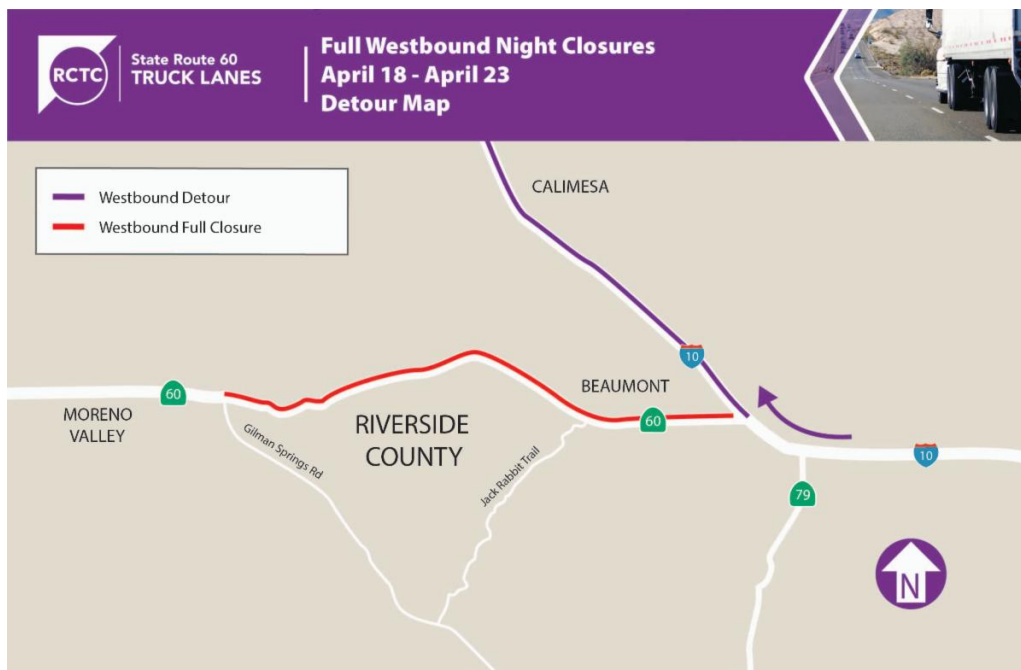 RCTC
State Route 60
TRUCK LANES
Full Westbound Night Closures
April 18 - April 23
Detour Map
Westbound Detour
Westbound Full Closure
CALIMESA
10
BEAUMONT
60
MORENO
VALLEY
RIVERSIDE
COUNTY
60
10
Gilman Springs Rd
Jack Rabbit Trail
79
N